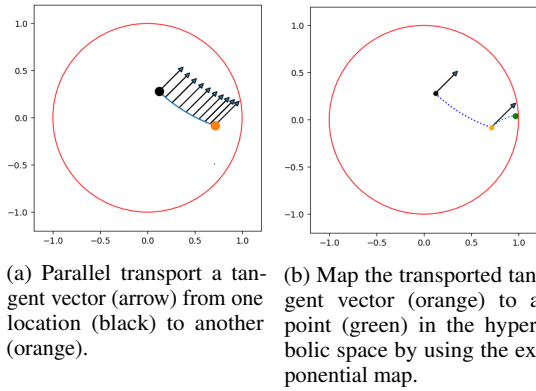 1.0
0.5
0.0
−0.5
−1.0
−1.0 −0.5 0.0 0.5 1.0
1.0
0.5
0.0
−0.5
−1.0
−1.0 −0.5 0.0 0.5 1.0
(a) Parallel transport a tan-
gent vector (arrow) from one
location (black) to another
(orange).
(b) Map the transported tan-
gent vector (orange) to a
point (green) in the hyper-
bolic space by using the ex-
ponential map.